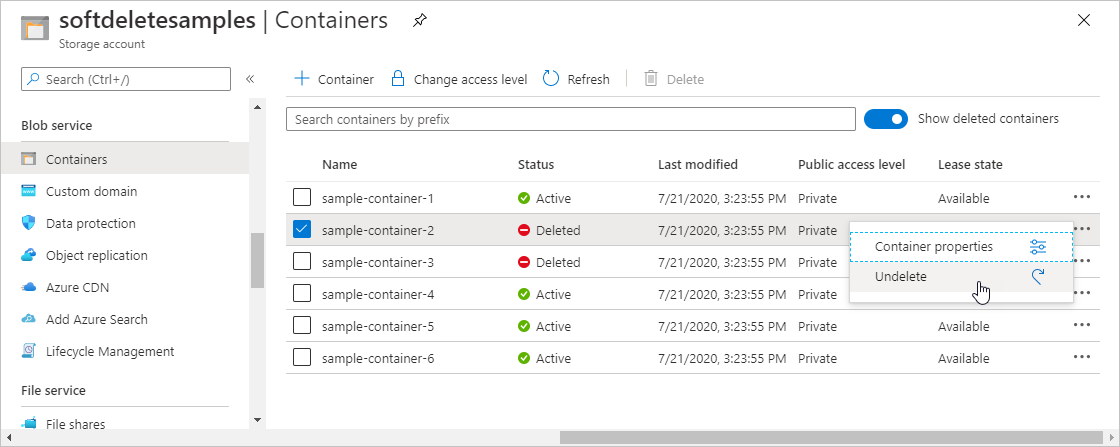 softdeletesamples | Containers
Storage account
Search (Ctrl+/)
Blob service
Containers
Custom domain
Data protection
Object replication
Azure CDN
Add Azure Search
Lifecycle Management
File service
File shares
Container Change access level Refresh Delete
Search containers by prefix Show deleted containers
Name Status Last modified Public access level Lease state
sample-container-1 Active 7/21/2020, 3:23:55 PM Private Available
sample-container-2 Deleted 7/21/2020, 3:23:55 PM Private
sample-container-3 Deleted 7/21/2020, 3:23:55 PM Private
sample-container-4 Active 7/21/2020, 3:23:55 PM Private
sample-container-5 Active 7/21/2020, 3:23:55 PM Private Available
sample-container-6 Active 7/21/2020, 3:23:55 PM Private Available
Container properties
Undelete